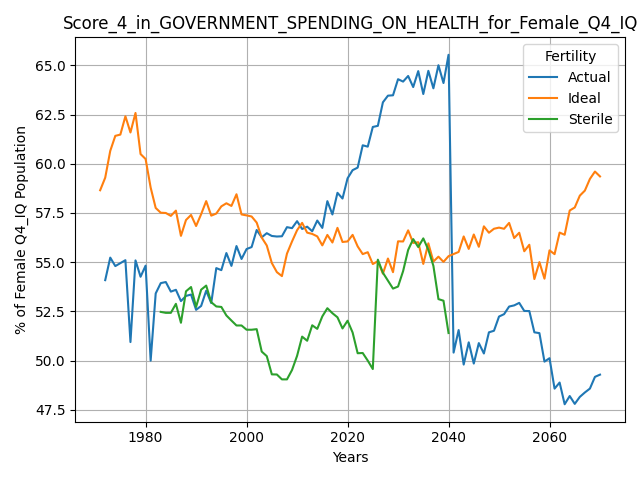 Score_4_in_GOVERNMENT_SPENDING_ON_HEALTH_for_Female_Q4_IQ
Fertility
Actual
Ideal
Sterile
% of Female Q4_IQ Population
65.0
62.5
60.0
57.5
55.0
52.5
50.0
47.5
1980
2000
2020
2040
2060
Years